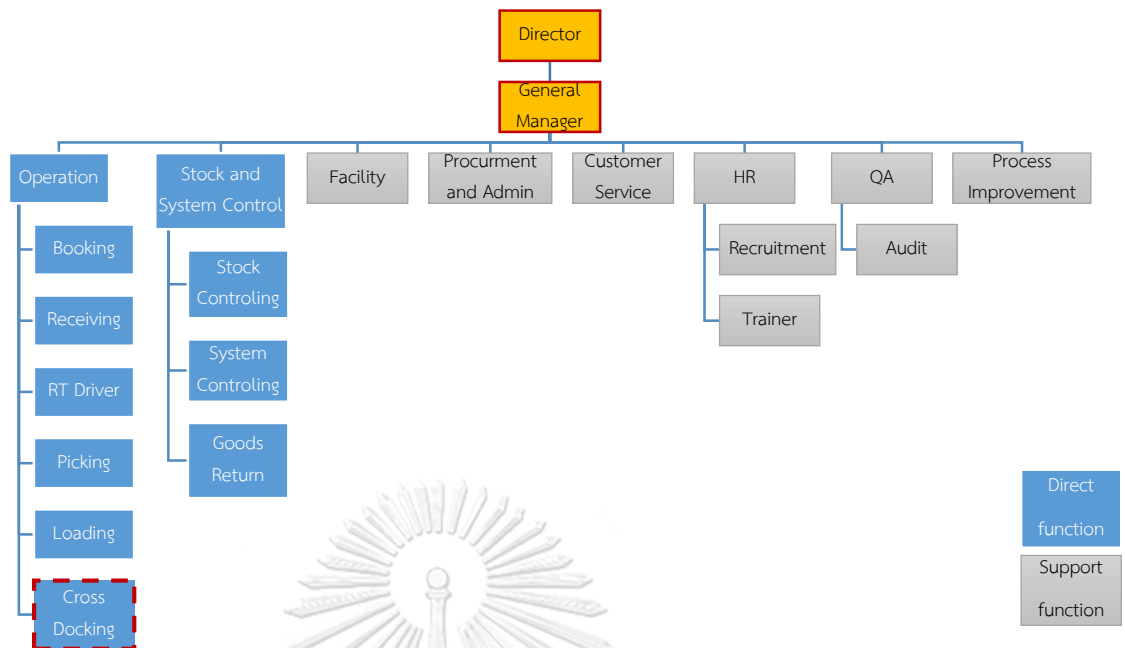 Director
General
Manager
Operation
Stock and
System Control
Facility
Procurment
and Admin
Customer
Service
HR
QA
Process
Improvement
Booking
Receiving
RT Driver
Picking
Loading
Cross
Docking
Stock
Controling
System
Controling
Goods
Return
Recruitment
Trainer
Audit
Direct
function
Support
function